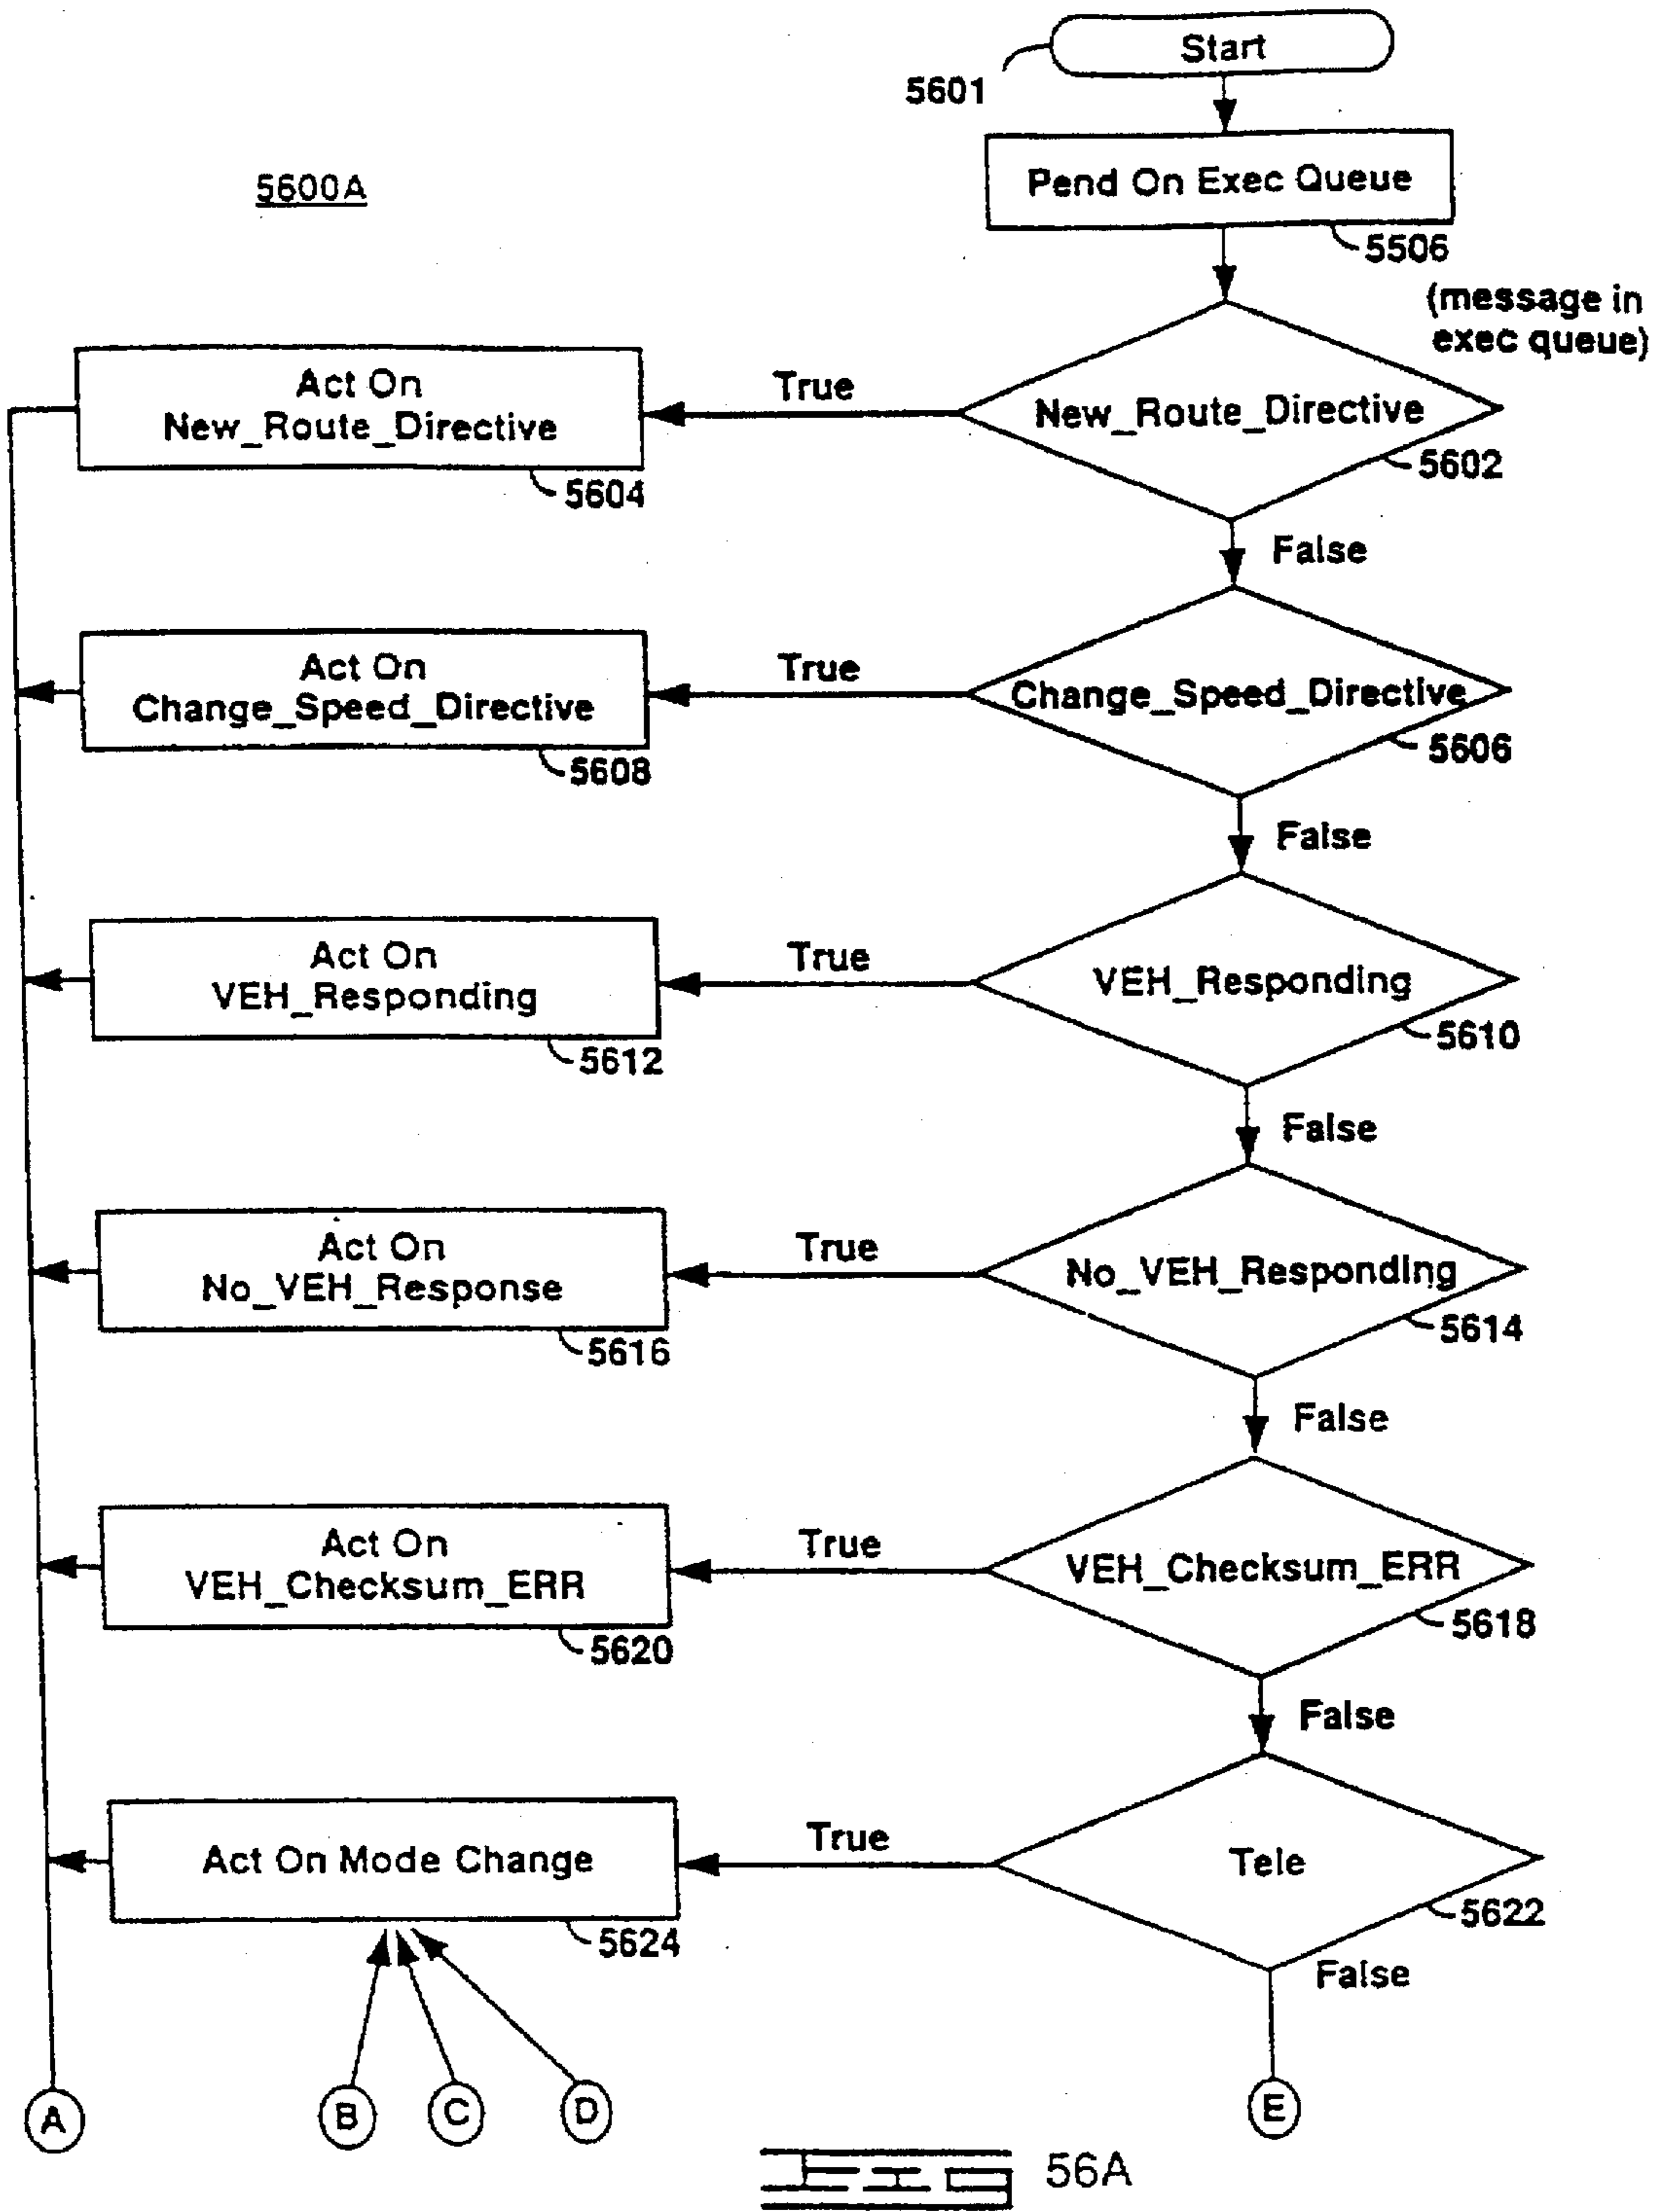 Start
5601
5600A
Pend On Exec Queue
5506
(message in
exec queue)
Act On
New_Route_Directive
5604
True
New_Route_Directive
5602
False
Act On
Change_Speed_Directive
5608
True
Change_Speed_Directive
5606
False
Act On
VEH_Responding
5612
True
VEH_Responding
5610
False
Act On
No_VEH_Response
5616
True
No_VEH_Responding
5614
False
Act On
VEH_Checksum_ERR
5620
True
VEH_Checksum_ERR
5618
False
Act On Mode Change
5624
True
Tele
5622
False
A
B
C
D
E
FIG 56A